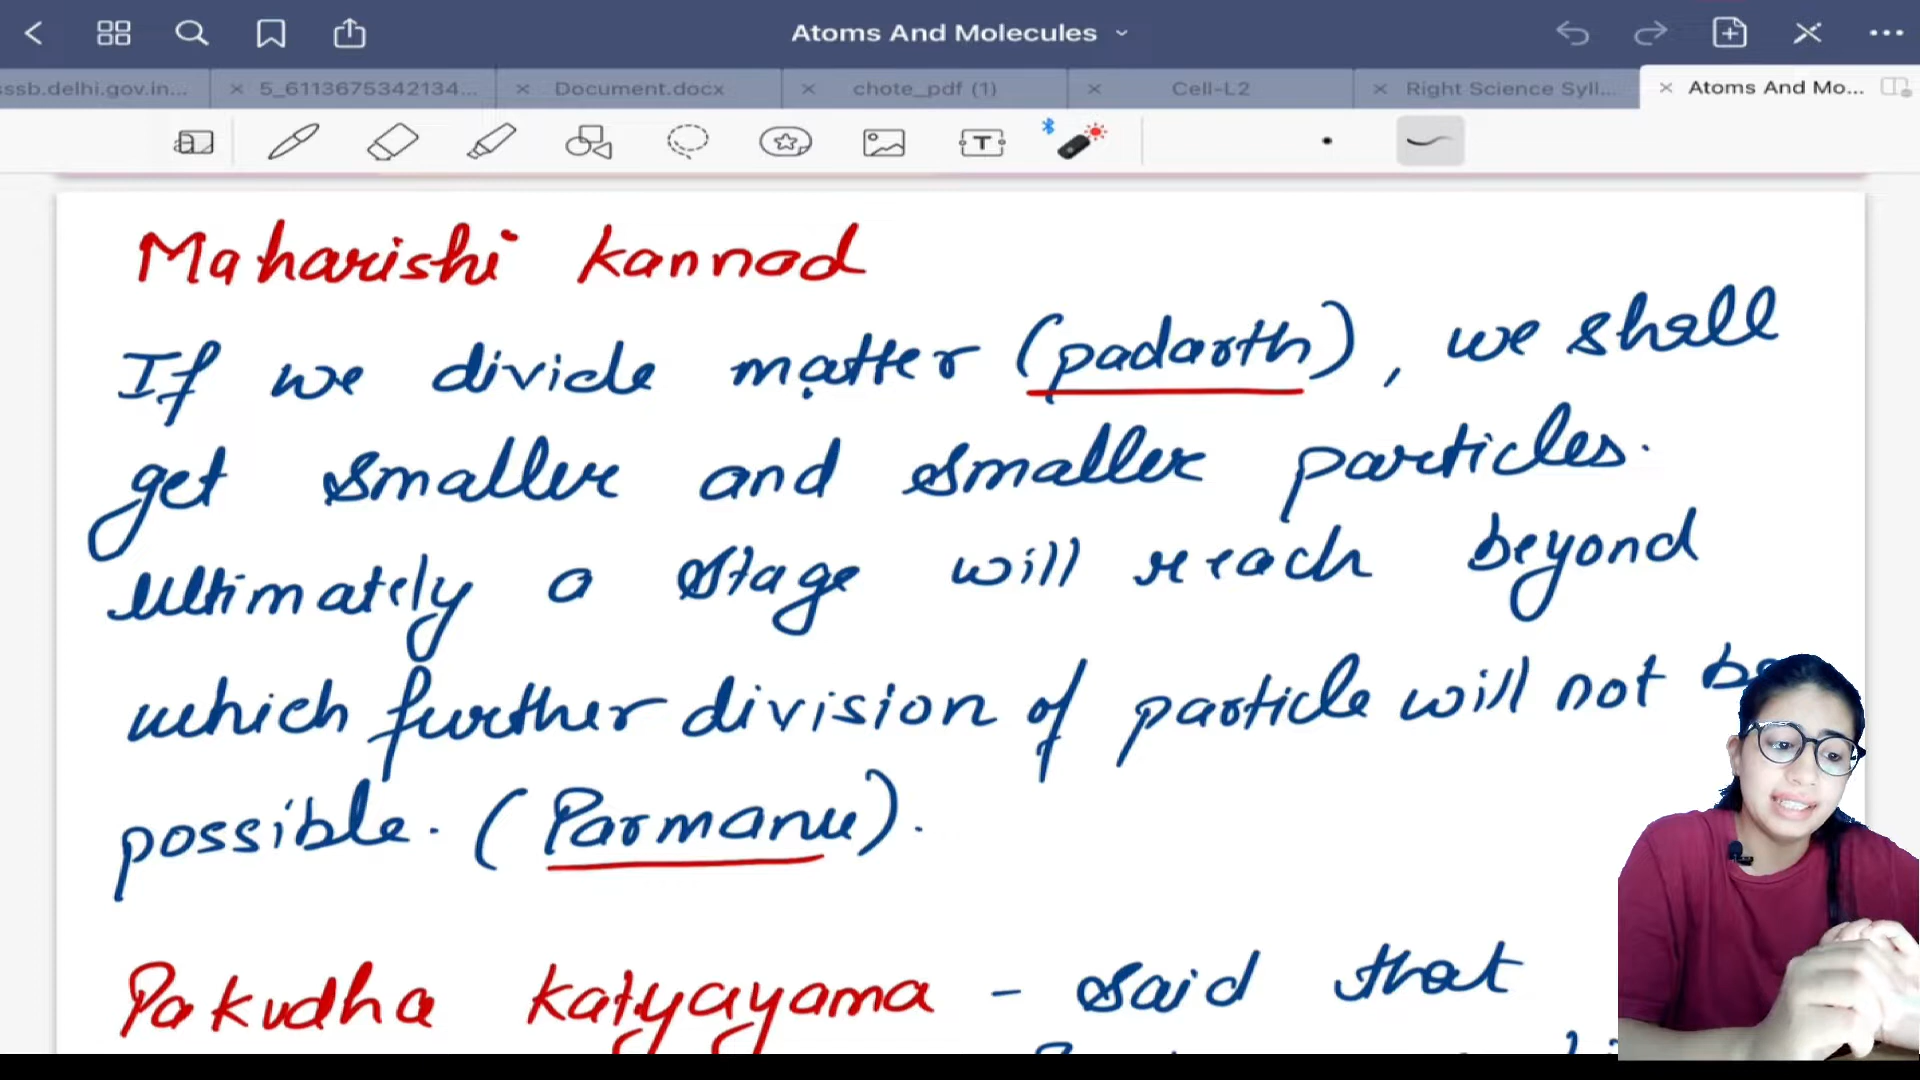 Atoms And Molecules
sssb.delhi.gov.in...
5_6113675342134...
Document.docx
chote_pdf (1)
Cell-L2
Right Science Syll...
Atoms And Mo...
Maharishi kannad
If we divide matter (padarth), we shall
get smaller and smaller particles.
ultimately a stage will reach beyond
which further division of particle will not be
possible. (Parmanu).
Pakudha katyayama - said that